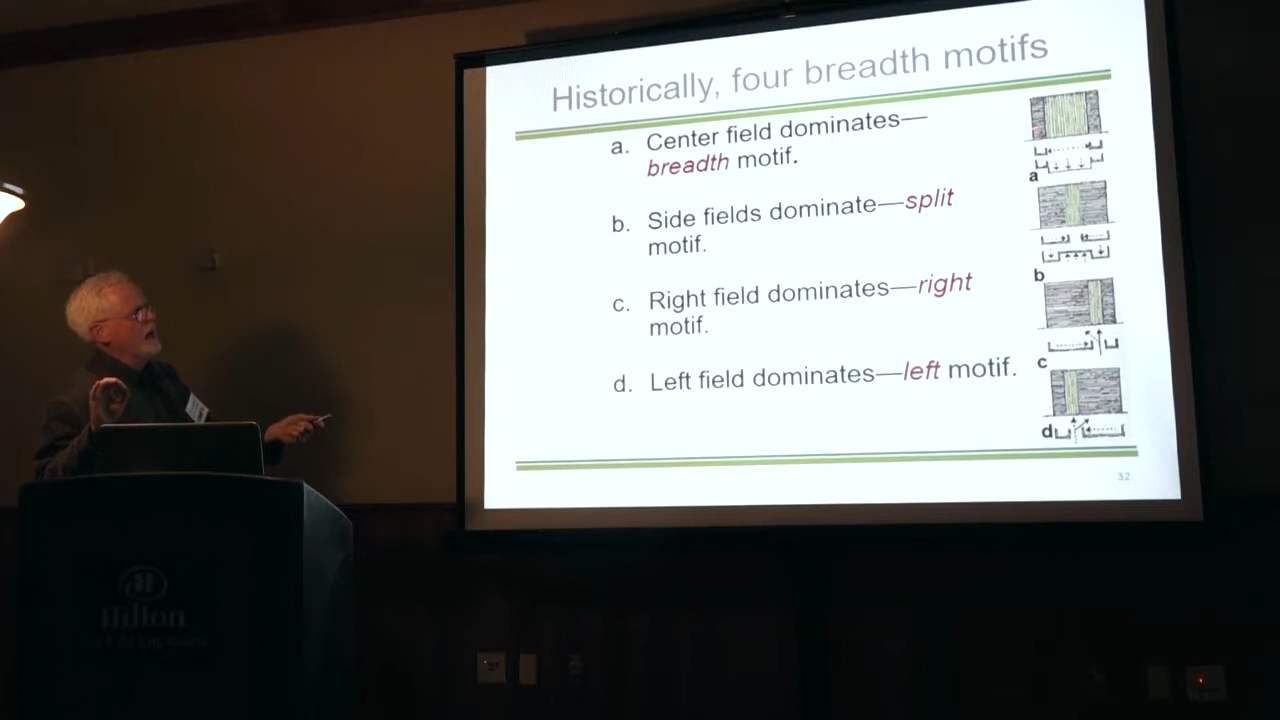 Historically, four breadth motifs
a. Center field dominates—
breadth motif.
b. Side fields dominate—split
motif.
c. Right field dominates—right
motif.
d. Left field dominates—left motif.
a
b
c
d
32
Hilton